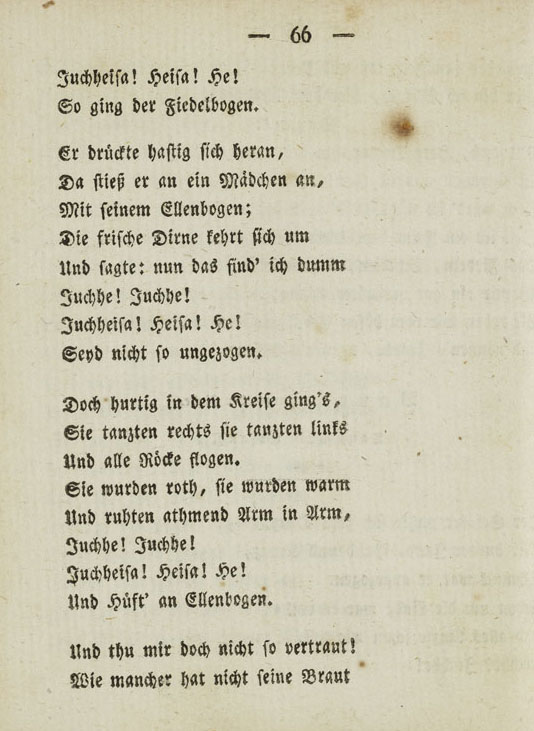 — 66 —
Juchheisa! Heisa! He!
So ging der Fiedelbogen.
Er drückte hastig sich heran,
Da stieß er an ein Mädchen an,
Mit seinem Ellenbogen;
Die frische Dirne kehrt sich um
Und sagte: nun das find' ich dumm
Juchhe! Juchhe!
Juchheisa! Heisa! He!
Seyd nicht so ungezogen.
Doch hurtig in dem Kreise ging's,
Sie tanzten rechts sie tanzten links
Und alle Röcke flogen.
Sie wurden roth, sie wurden warm
Und ruhten athmend Arm in Arm,
Juchhe! Juchhe!
Juchheisa! Heisa! He!
Und Hüft' an Ellenbogen.
Und thu mir doch nicht so vertraut!
Wie mancher hat nicht seine Braut